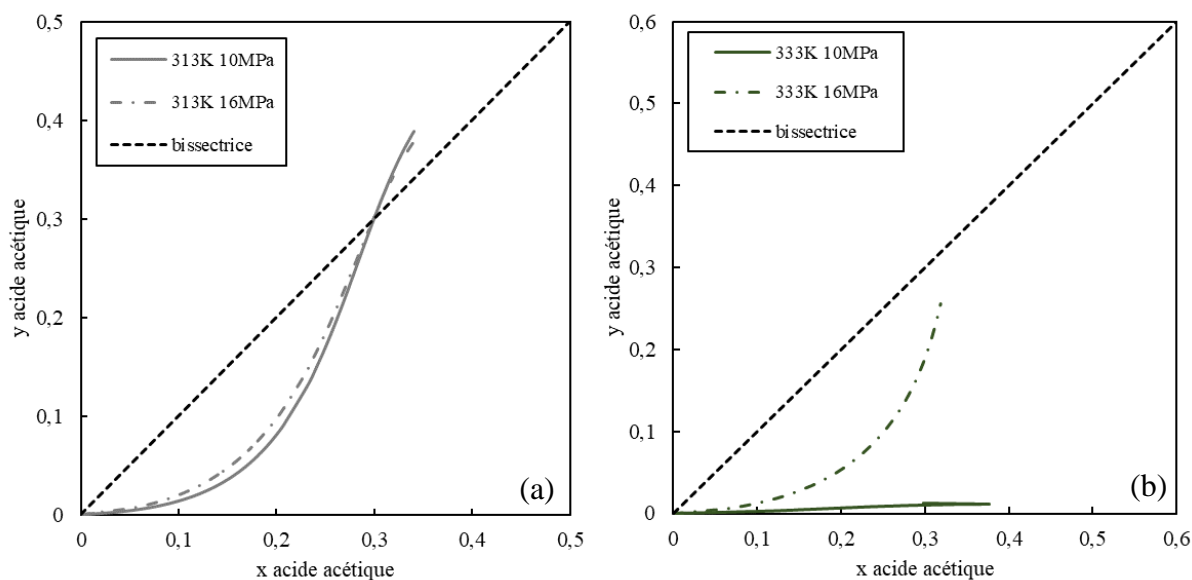 0,5
0,4
0,3
0,2
0,1
0
y acide acétique
313K 10MPa
313K 16MPa
bissectrice
(a)
0 0,1 0,2 0,3 0,4 0,5
x acide acétique
0,6
0,5
0,4
0,3
0,2
0,1
0
y acide acétique
333K 10MPa
333K 16MPa
bissectrice
(b)
0 0,1 0,2 0,3 0,4 0,5 0,6
x acide acétique